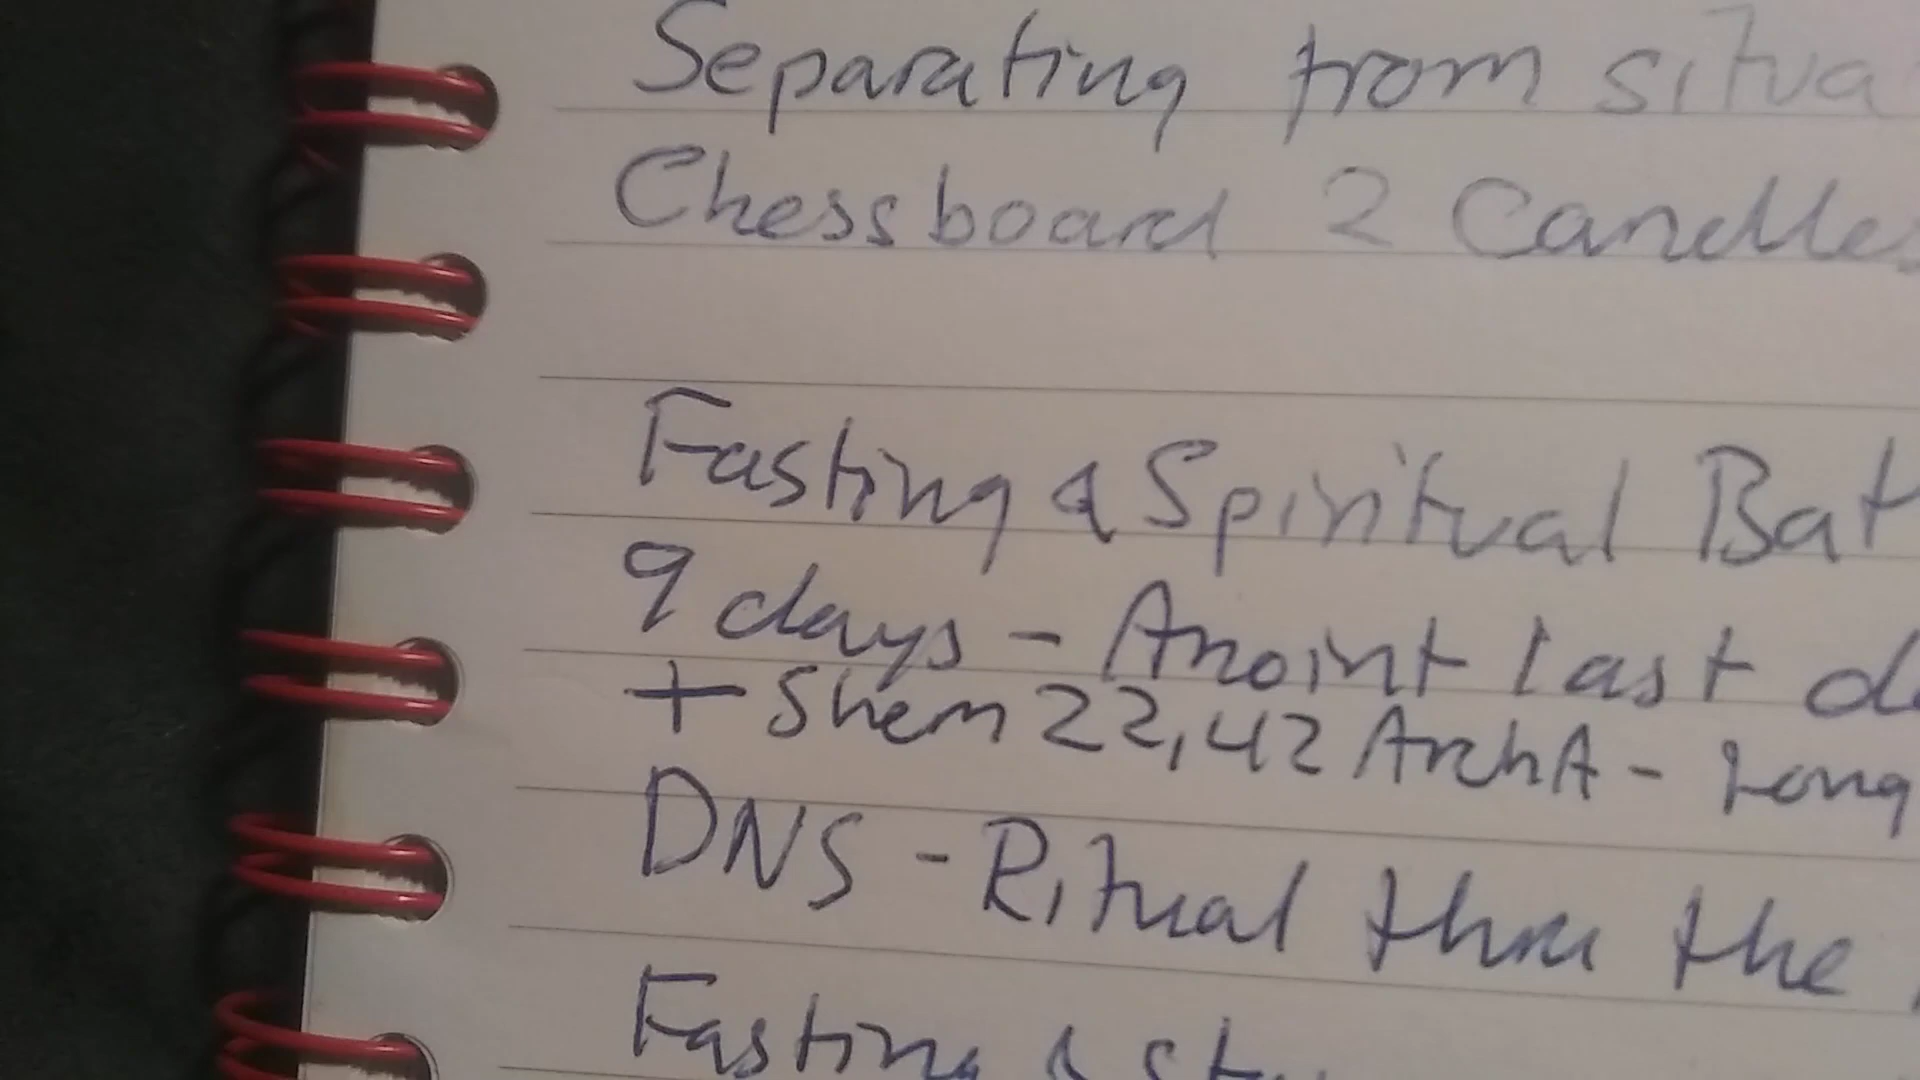 Separating from situa
Chessboard 2 Candles
Fasting & Spiritual Bat
9 days - Anoint last d
+ Shem 22,42 ArchA - Long
DNS - Ritual thru the
Fasting &